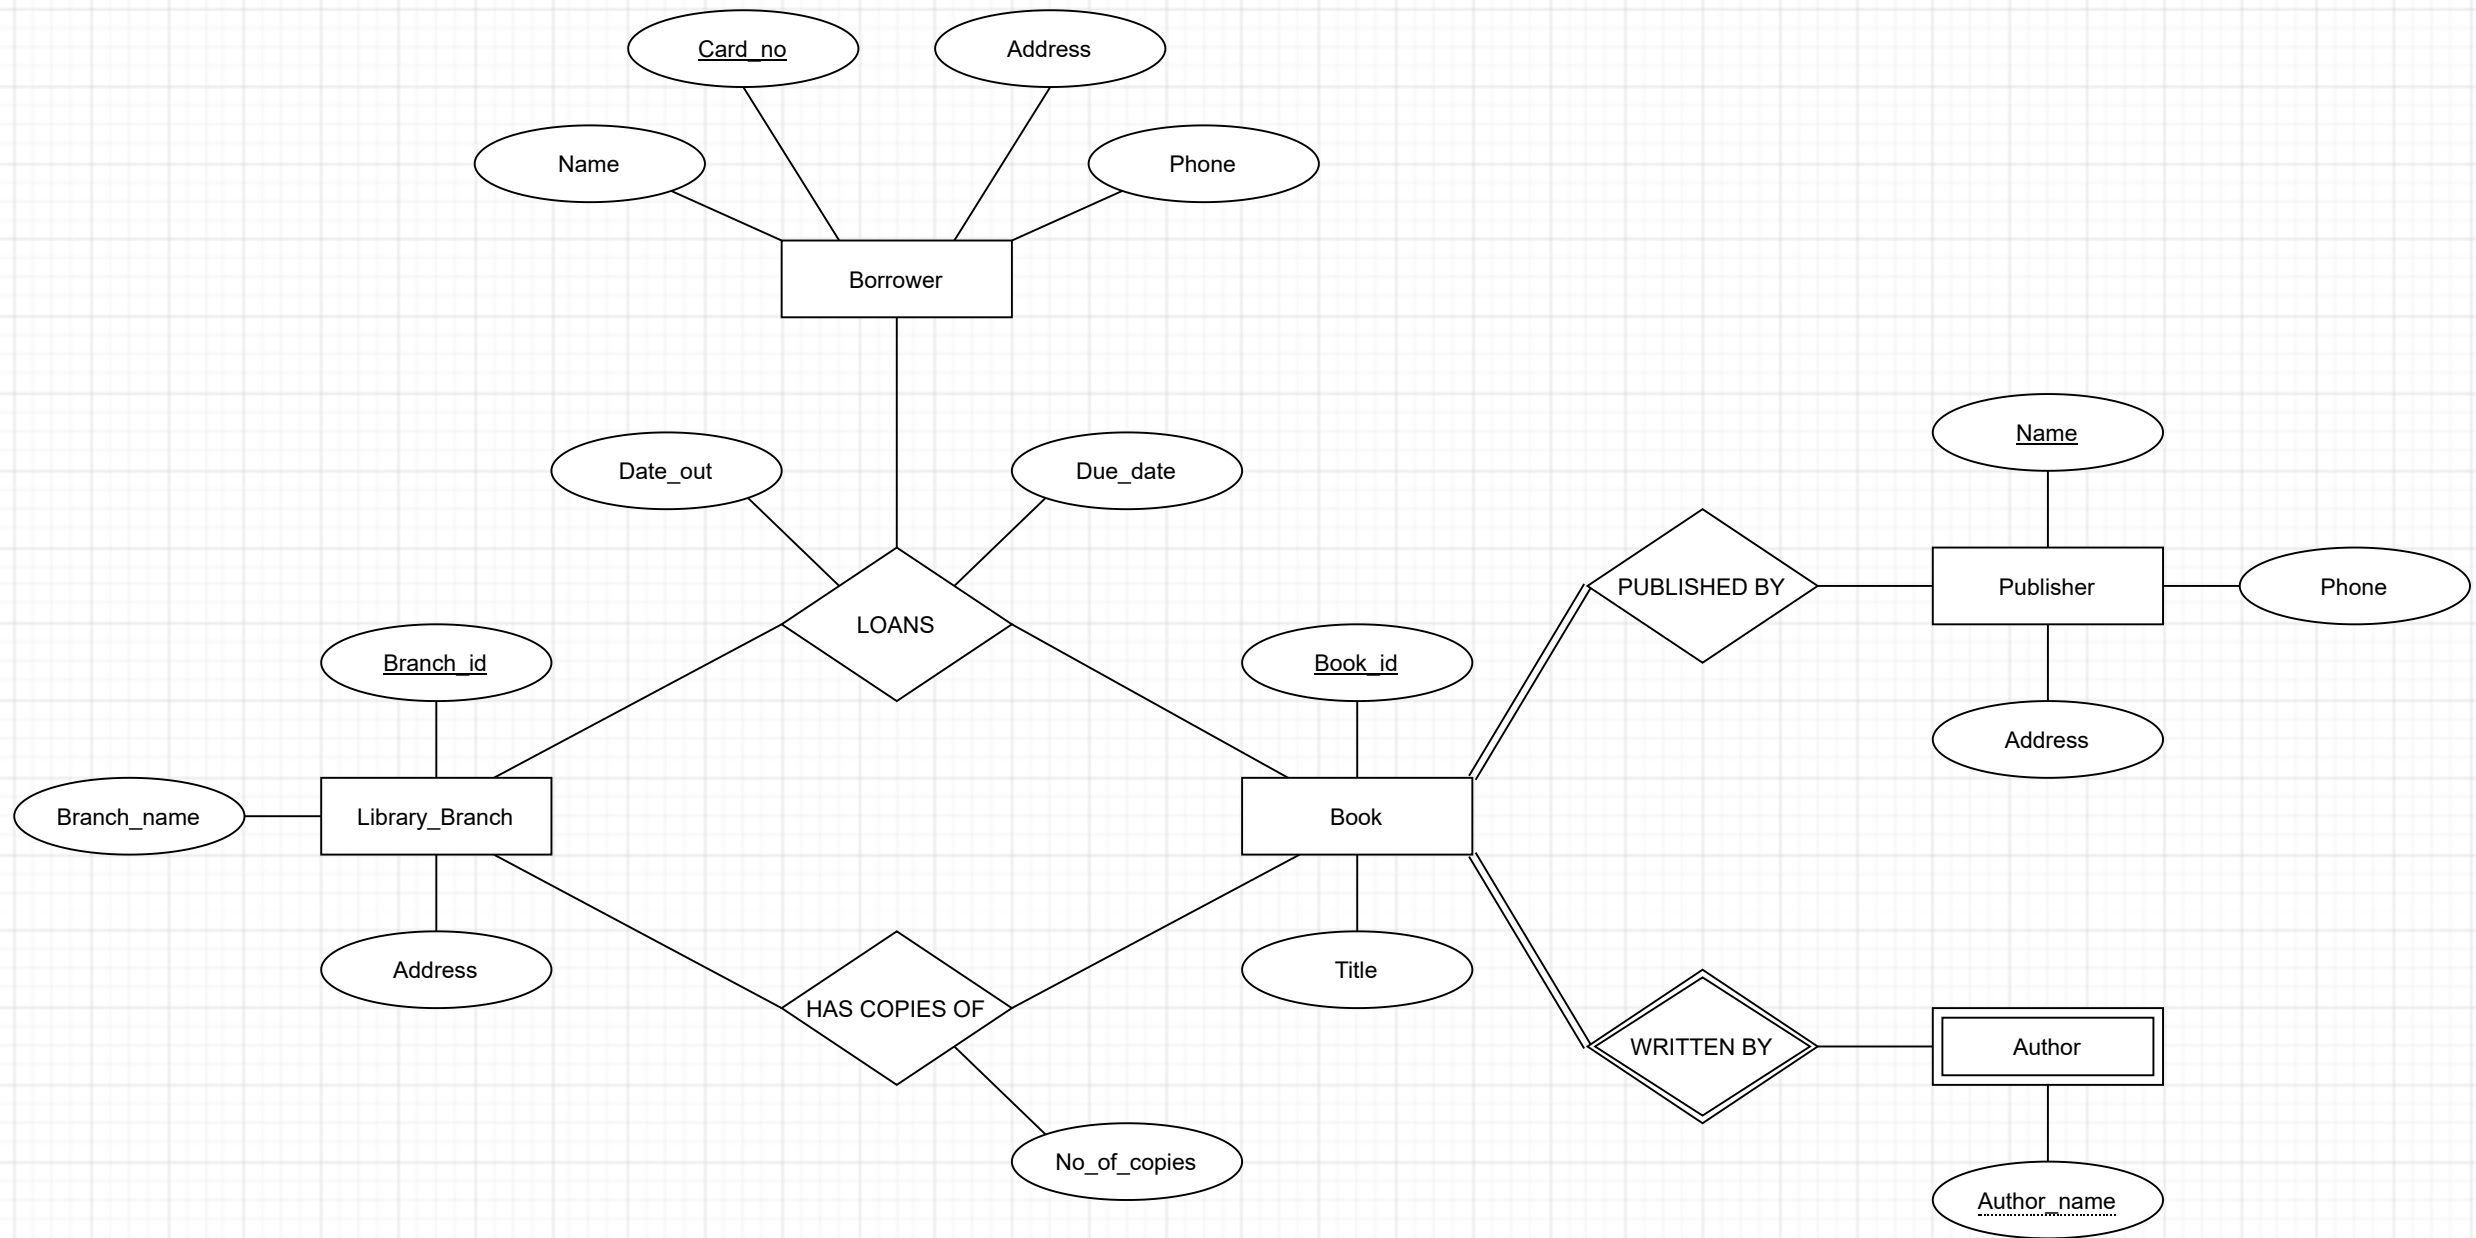 Card_no
Address
Name
Phone
Borrower
Date_out
Due_date
LOANS
Name
PUBLISHED BY
Publisher
Phone
Branch_id
Book_id
Address
Branch_name
Library_Branch
Book
Address
Title
HAS COPIES OF
WRITTEN BY
Author
No_of_copies
Author_name